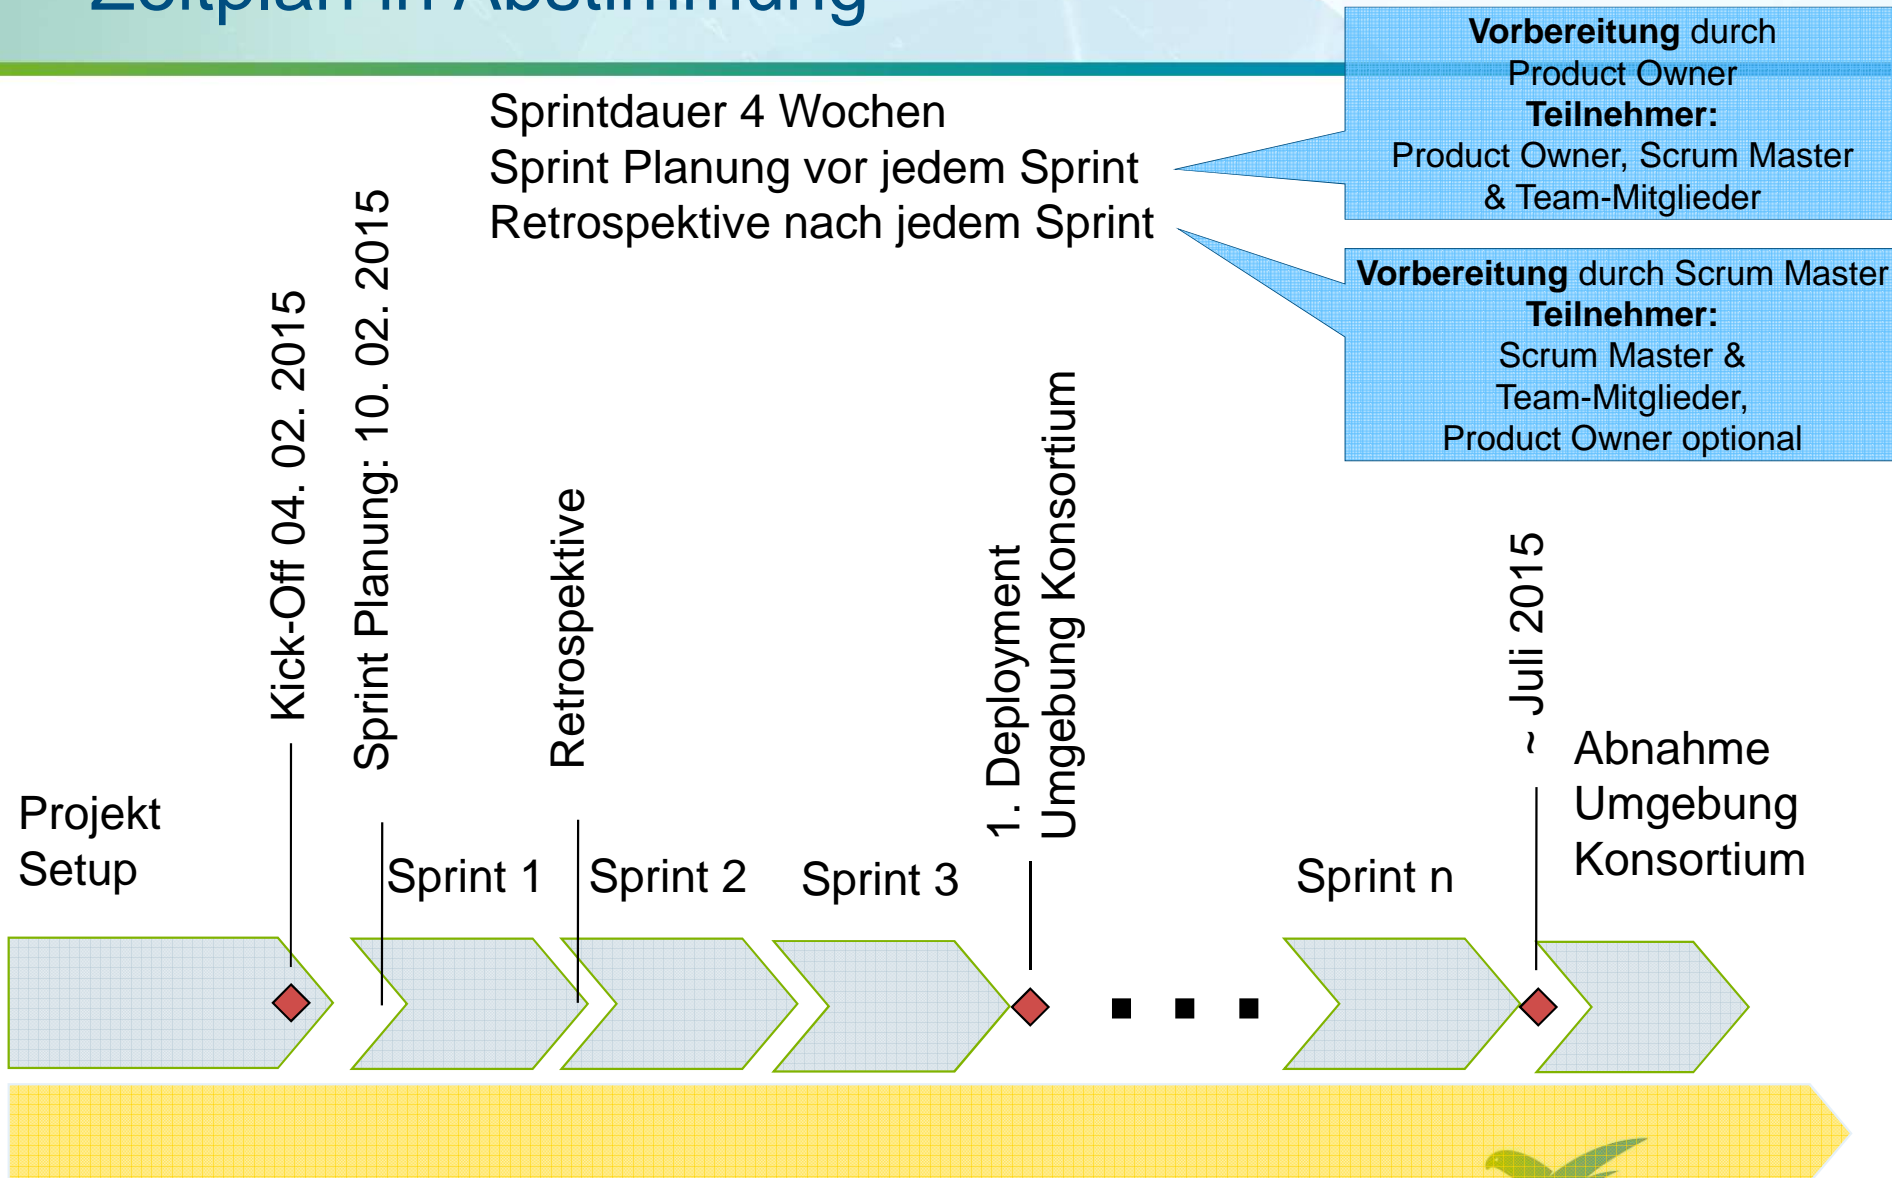 Zeitplan in Abstimmung
Vorbereitung durch
Product Owner
Teilnehmer:
Product Owner, Scrum Master
& Team-Mitglieder
Sprintdauer 4 Wochen
Sprint Planung vor jedem Sprint
Retrospektive nach jedem Sprint
Vorbereitung durch Scrum Master
Teilnehmer:
Scrum Master &
Team-Mitglieder,
Product Owner optional
Projekt
Setup
Kick-Off 04. 02. 2015
Sprint Planung: 10. 02. 2015
Sprint 1
Retrospektive
Sprint 2
Sprint 3
1. Deployment
Umgebung Konsortium
Sprint n
~ Juli 2015
Abnahme
Umgebung
Konsortium